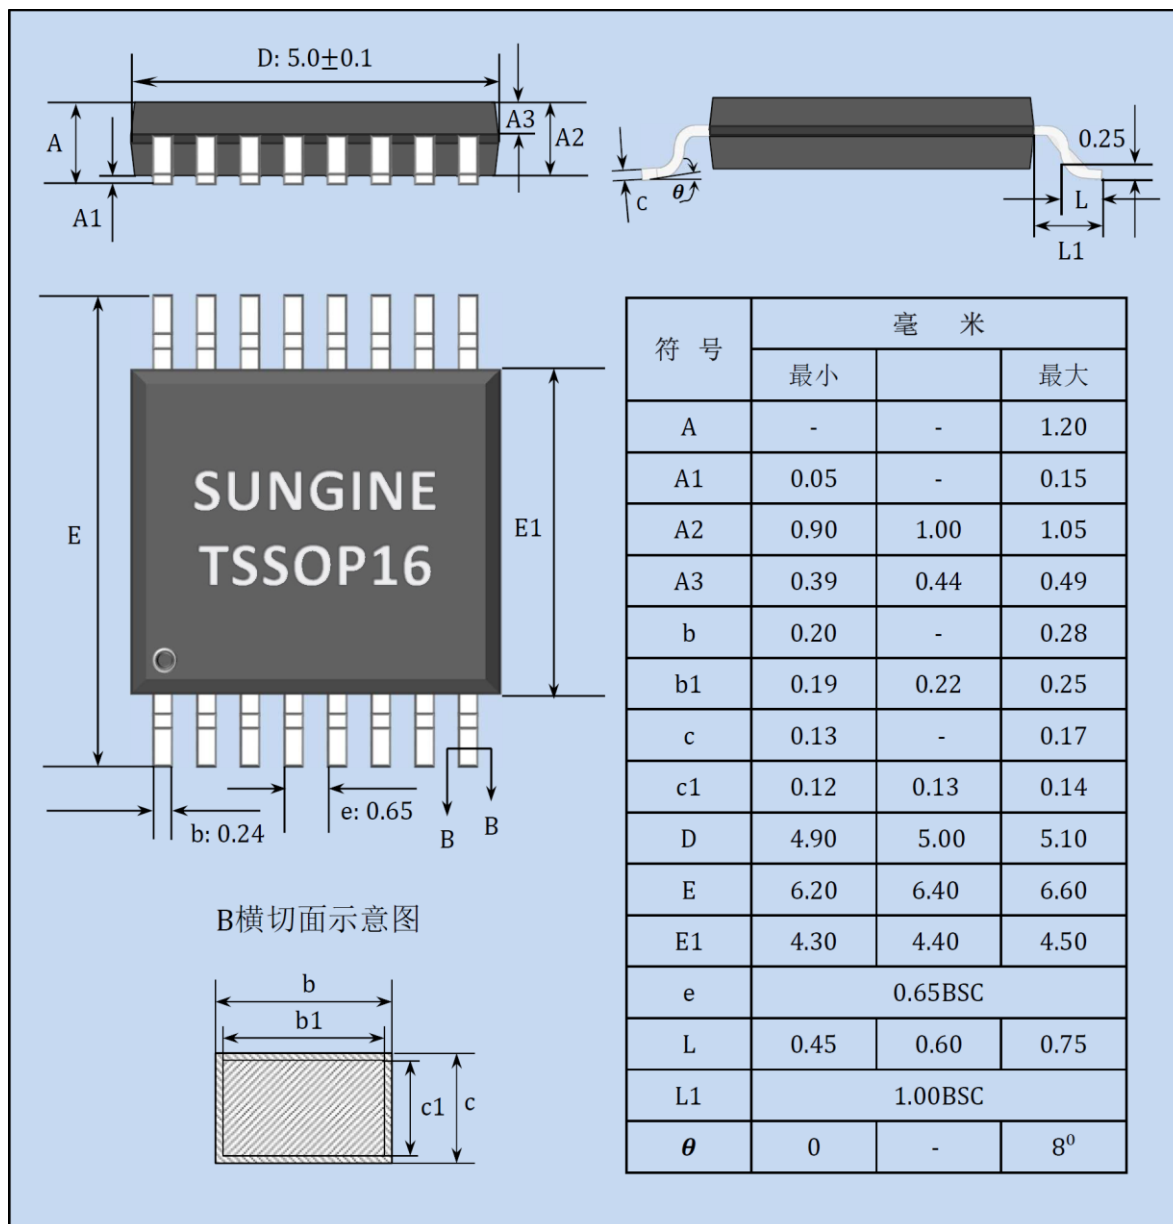 D: 5.0±0.1
A
A3
A2
A1
0.25
C
θ
L
L1
E
SUNGINE
TSSOP16
E1
b: 0.24
e: 0.65
B
B
B横切面示意图
b
b1
c1
c
符 号
毫 米
最小 最大
A - - 1.20
A1 0.05 - 0.15
A2 0.90 1.00 1.05
A3 0.39 0.44 0.49
b 0.20 - 0.28
b1 0.19 0.22 0.25
c 0.13 - 0.17
c1 0.12 0.13 0.14
D 4.90 5.00 5.10
E 6.20 6.40 6.60
E1 4.30 4.40 4.50
e 0.65BSC
L 0.45 0.60 0.75
L1 1.00BSC
θ 0 - 8⁰